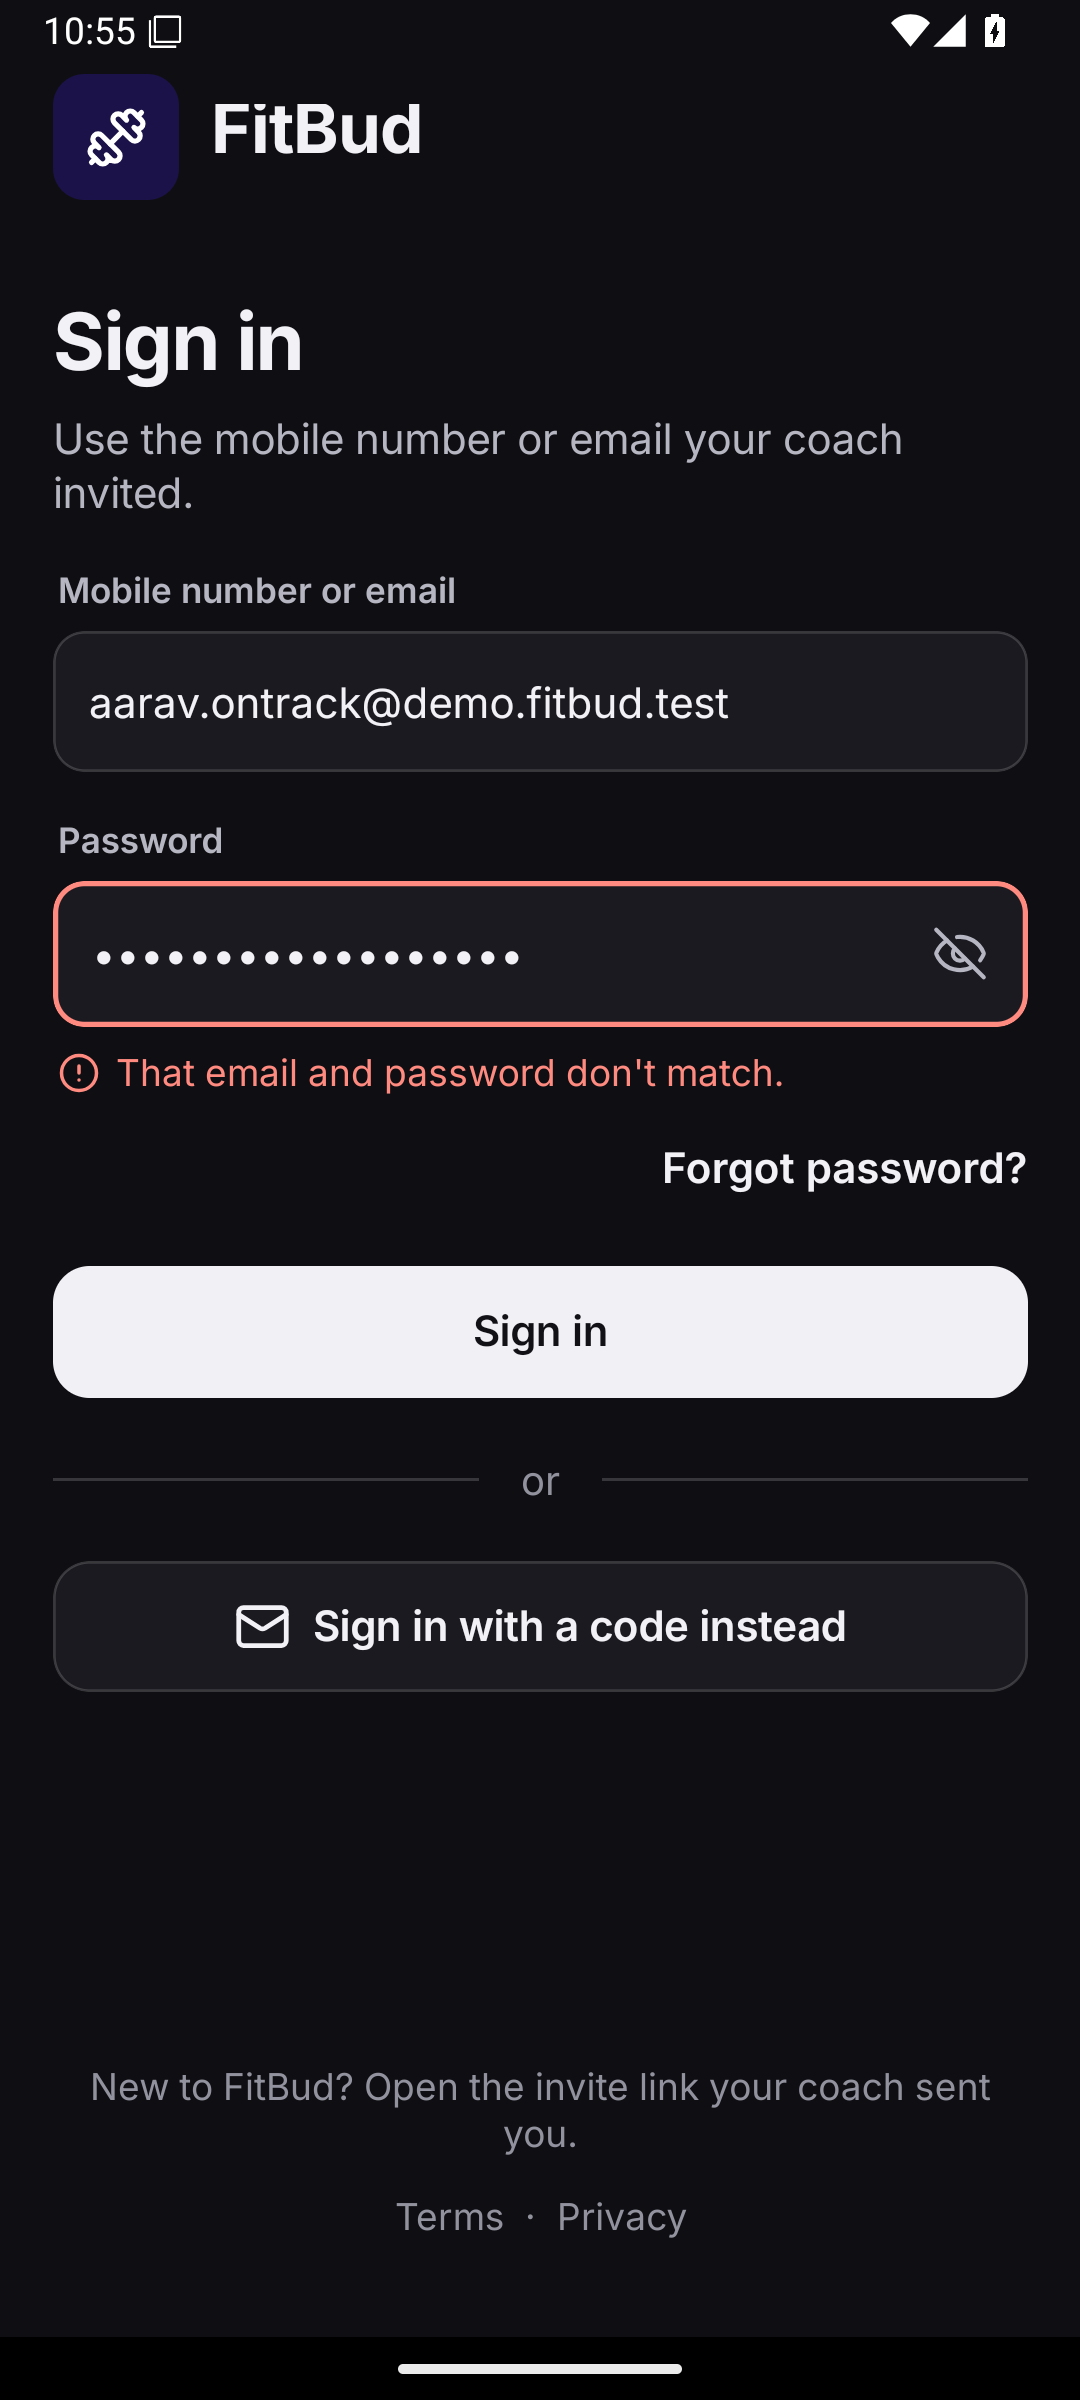 10:55
FitBud
Sign in
Use the mobile number or email your coach
invited.
Mobile number or email
aarav.ontrack@demo.fitbud.test
Password
••••••••••••••••••
That email and password don't match.
Forgot password?
Sign in
or
Sign in with a code instead
New to FitBud? Open the invite link your coach sent
you.
Terms · Privacy